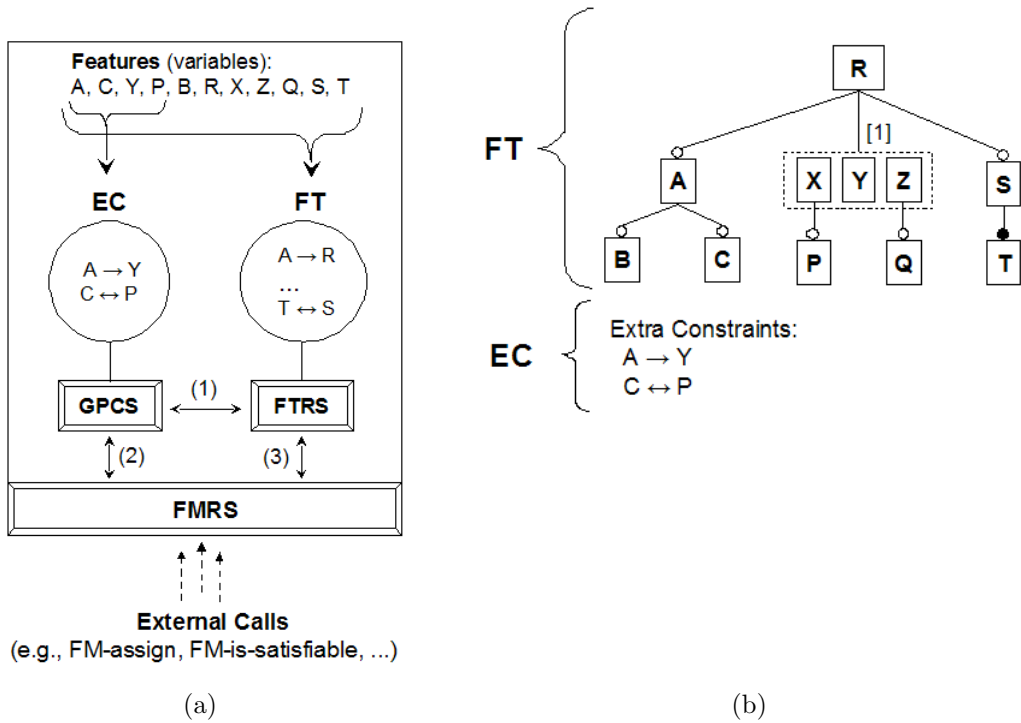 Features (variables):
A, C, Y, P, B, R, X, Z, Q, S, T
EC
FT
A → Y
C ↔ P
A → R
...
T ↔ S
GPCS
(1)
FTRS
(2)
(3)
FMRS
External Calls
(e.g., FM-assign, FM-is-satisfiable, ...)
(a)
FT
R
[1]
A
X
Y
Z
S
B
C
P
Q
T
EC
Extra Constraints:
A → Y
C ↔ P
(b)